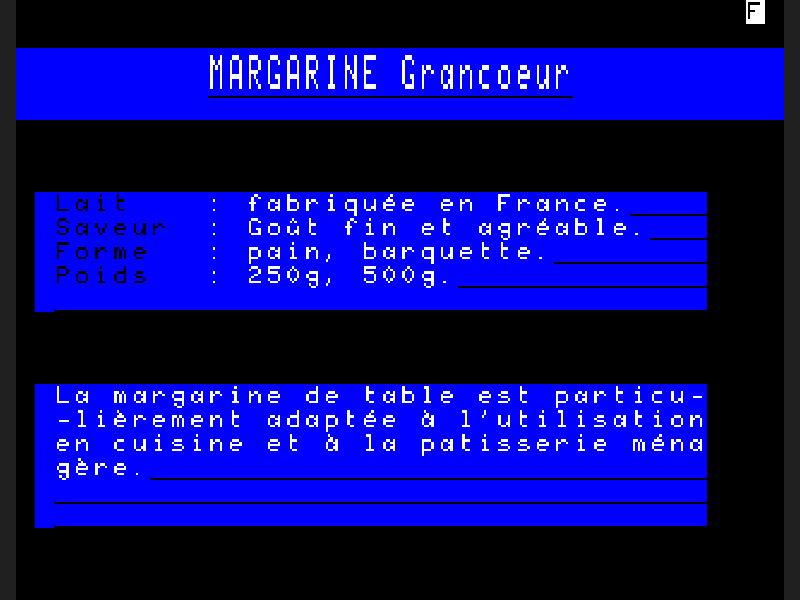 F
MARGARINE Grancoeur
Lait : fabriquée en France.
Saveur : Goût fin et agréable.
Forme : pain, barquette.
Poids : 250g, 500g.
La margarine de table est particu-
-lièrement adaptée à l'utilisation
en cuisine et à la patisserie ména
gère.